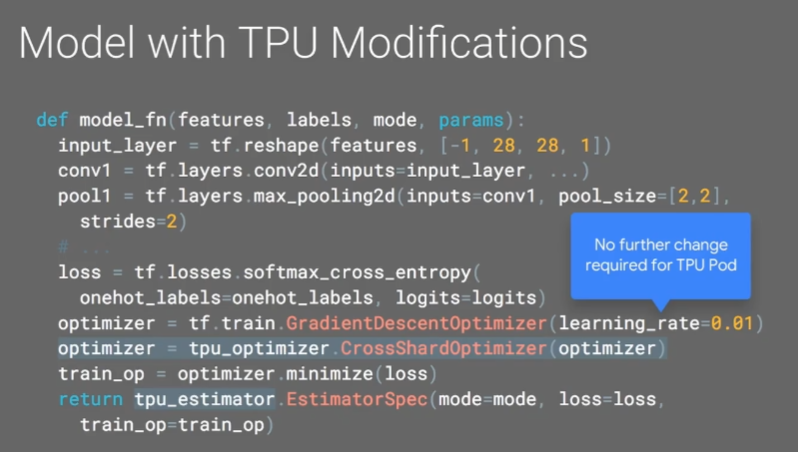 Model with TPU Modifications
def model_fn(features, labels, mode, params):
input_layer = tf.reshape(features, [-1, 28, 28, 1])
conv1 = tf.layers.conv2d(inputs=input_layer, ...)
pool1 = tf.layers.max_pooling2d(inputs=conv1, pool_size=[2,2],
strides=2)
# ...
No further change
required for TPU Pod
loss = tf.losses.softmax_cross_entropy(
onehot_labels=onehot_labels, logits=logits)
optimizer = tf.train.GradientDescentOptimizer(learning_rate=0.01)
optimizer = tpu_optimizer.CrossShardOptimizer(optimizer)
train_op = optimizer.minimize(loss)
return tpu_estimator.EstimatorSpec(mode=mode, loss=loss,
train_op=train_op)